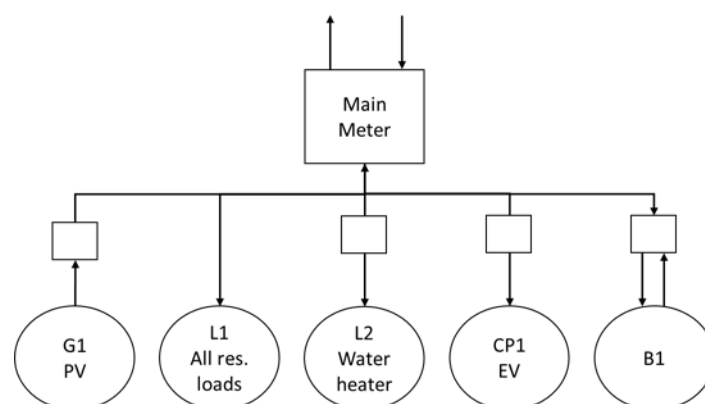 Main
Meter
G1
PV
L1
All res.
loads
L2
Water
heater
CP1
EV
B1